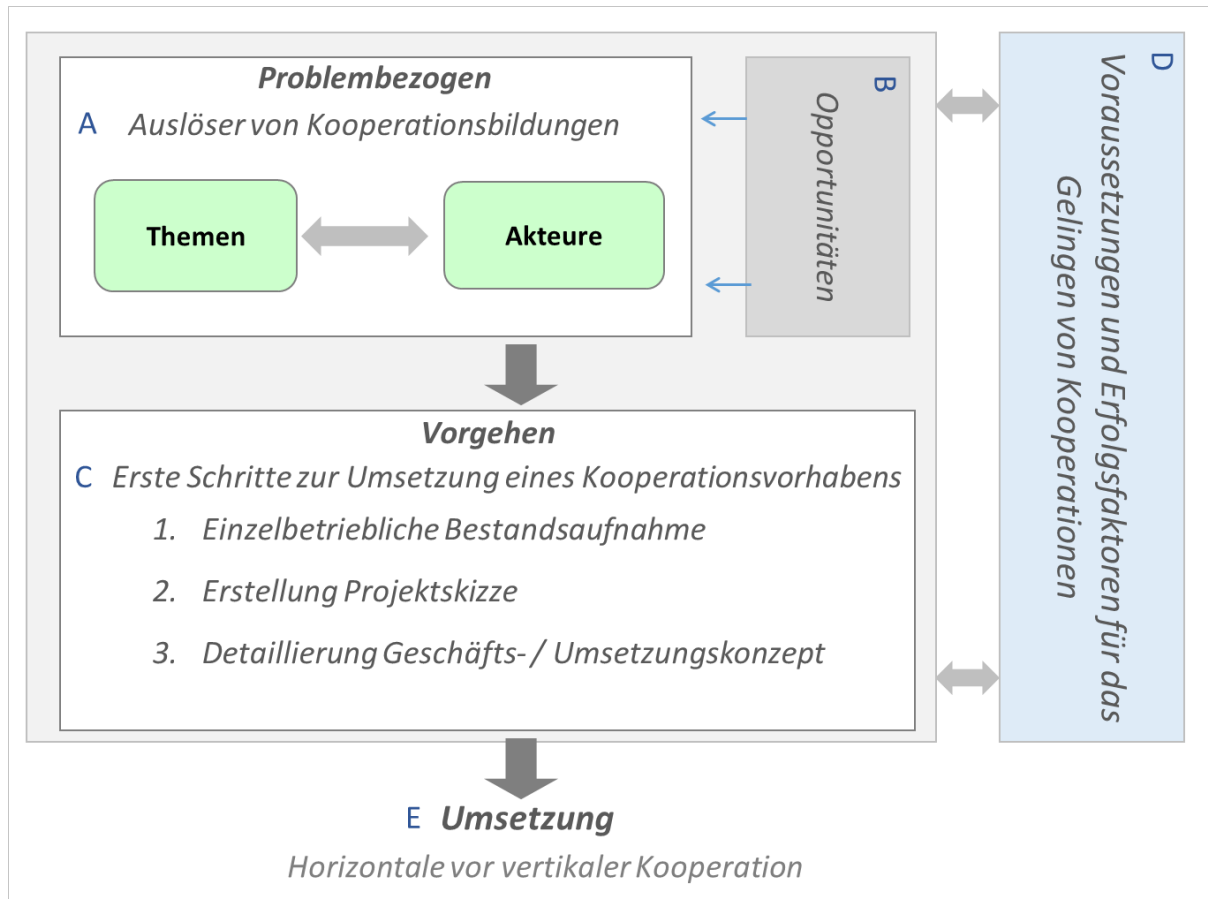 Problembezogen
A Auslöser von Kooperationsbildungen
Themen
Akteure
B
Opportunitäten
Vorgehen
C Erste Schritte zur Umsetzung eines Kooperationsvorhabens
1. Einzelbetriebliche Bestandsaufnahme
2. Erstellung Projektskizze
3. Detaillierung Geschäfts- / Umsetzungskonzept
D
Voraussetzungen und Erfolgsfaktoren für das
Gelingen von Kooperationen
E Umsetzung
Horizontale vor vertikaler Kooperation